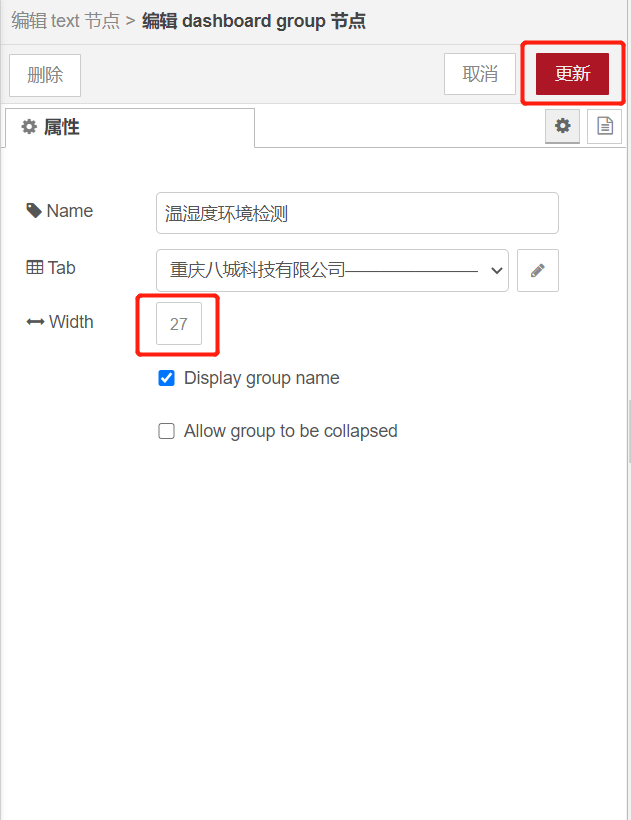 编辑 text 节点 > 编辑 dashboard group 节点
删除 取消 更新
属性
Name 温湿度环境检测
Tab 重庆八城科技有限公司————————
Width 27
Display group name
Allow group to be collapsed